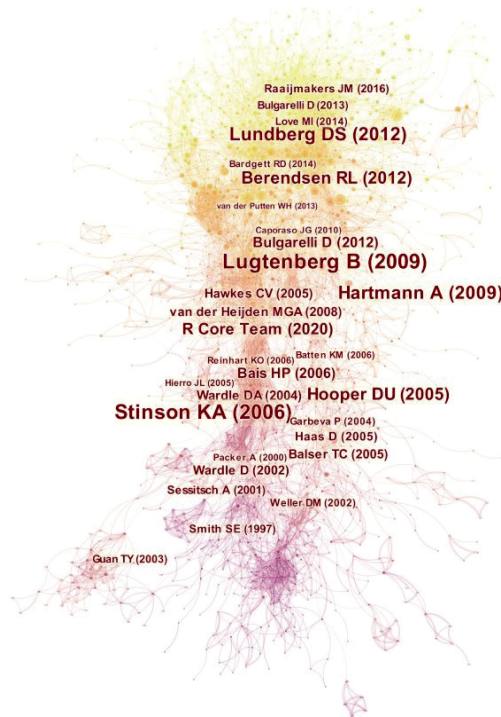 Raaijmakers JM (2016)
Bulgarelli D (2013)
Love MI (2014)
Lundberg DS (2012)
Bardgett RD (2014)
Berendsen RL (2012)
van der Putten WH (2013)
Caporaso JG (2010)
Bulgarelli D (2012)
Lugtenberg B (2009)
Hawkes CV (2005)
Hartmann A (2009)
van der Heijden MGA (2008)
R Core Team (2020)
Reinhart KO (2006)
Batten KM (2006)
Bais HP (2006)
Hierro JL (2005)
Wardle DA (2004)
Hooper DU (2005)
Stinson KA (2006)
Garbeva P (2004)
Haas D (2005)
Packer A (2000)
Balser TC (2005)
Wardle D (2002)
Sessitsch A (2001)
Weller DM (2002)
Smith SE (1997)
Guan TY (2003)